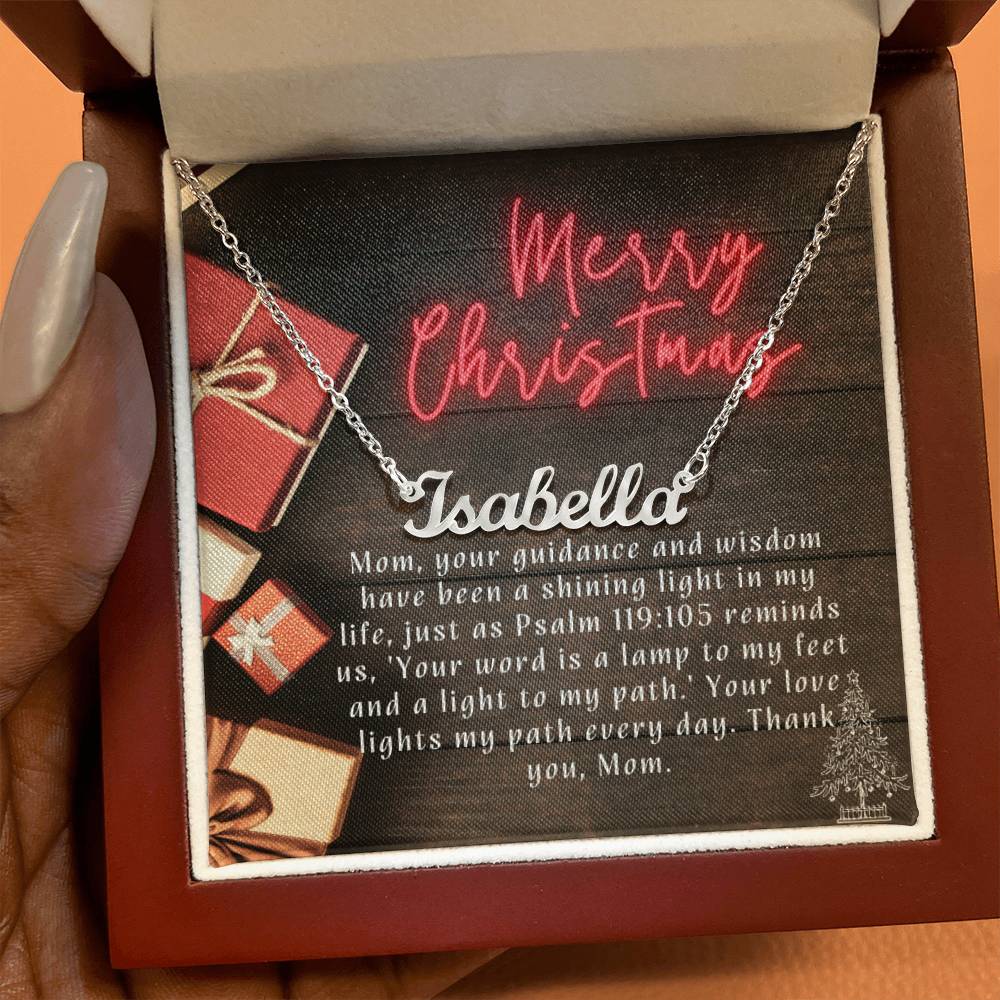 Merry
Christmas
Isabella
Mom, your guidance and wisdom
have been a shining light in my
life, just as Psalm 119:105 reminds
us, 'Your word is a lamp to my feet
and a light to my path.' Your love
lights my path every day. Thank
you, Mom.